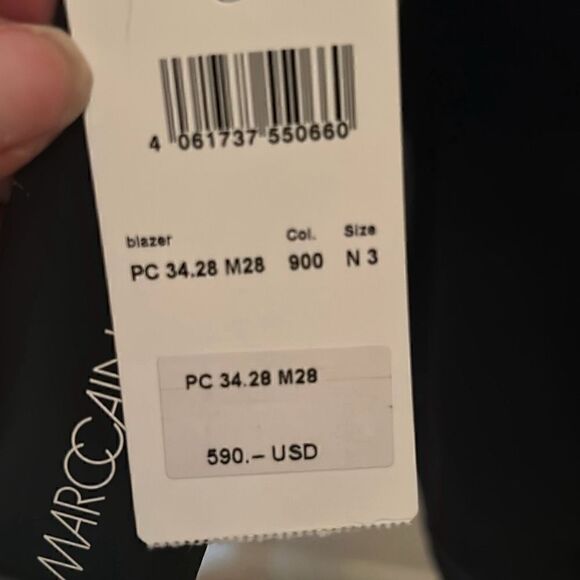 4 061737 550660
blazer Col. Size
PC 34.28 M28 900 N 3
PC 34.28 M28
590.– USD
MARCCAIN